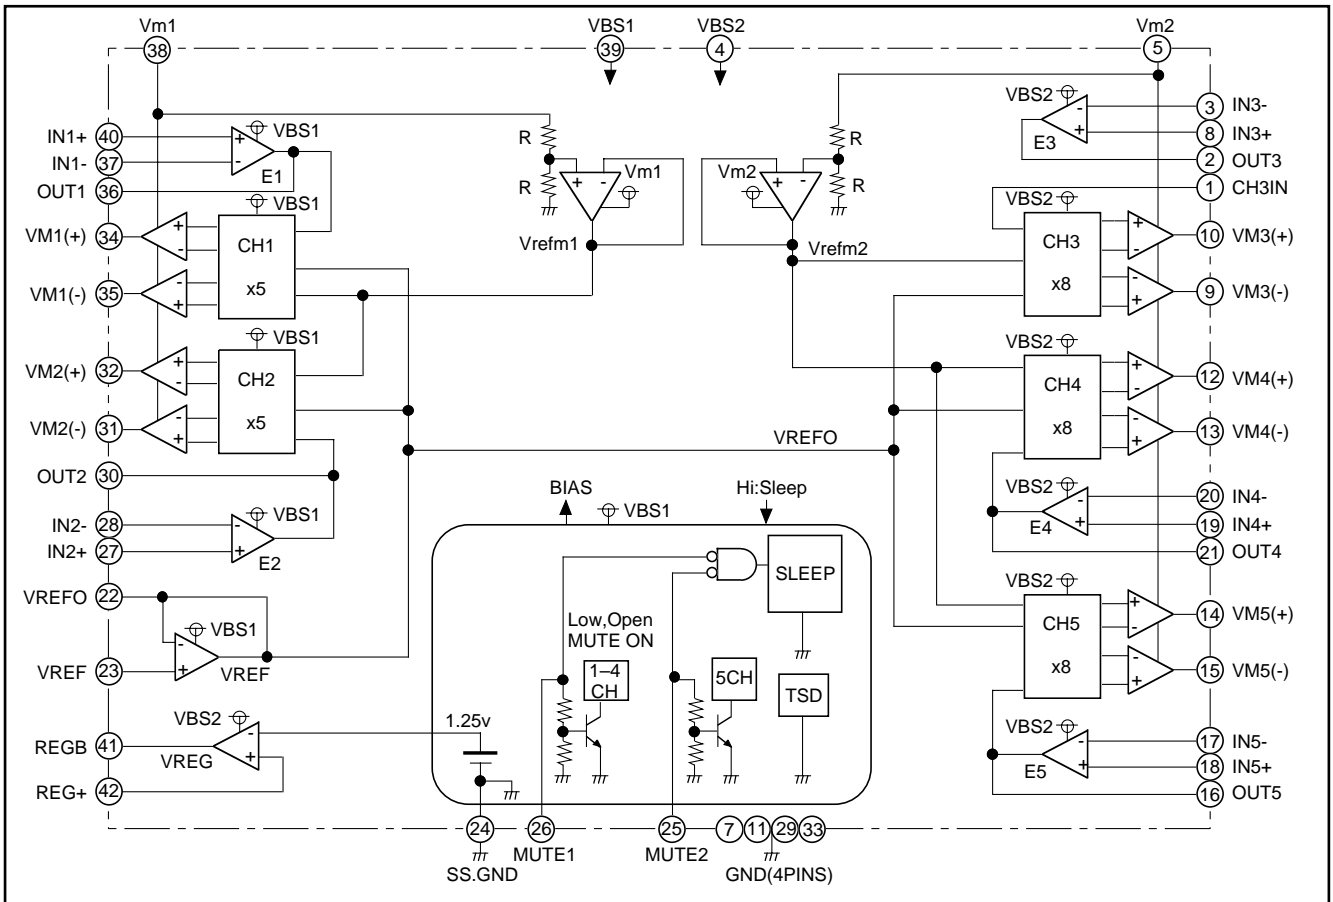 Vm1
38
VBS1
39
VBS2
4
Vm2
5
IN1+ 40
IN1- 37
OUT1 36
VM1(+) 34
VM1(-) 35
VM2(+) 32
VM2(-) 31
OUT2 30
IN2- 28
IN2+ 27
VREFO 22
VREF 23
REGB 41
REG+ 42
+
-
VBS1
E1
VBS1
CH1
x5
+
-
-
+
VBS1
CH2
x5
+
-
-
+
VBS1
-
+
E2
VBS1
-
+
VREF
VBS2
-
+
VREG
R
R
+ -
Vm1
Vrefm1
Vm2
+ -
R
R
Vrefm2
VREFO
BIAS
VBS1
Hi:Sleep
SLEEP
Low,Open
MUTE ON
1–4
CH
5CH
TSD
1.25v
24
SS.GND
26
MUTE1
25
MUTE2
7 11 29 33
GND(4PINS)
VBS2
-
+
E3
VBS2
CH3
x8
+
-
-
+
VBS2
CH4
x8
+
-
-
+
VBS2
-
+
E4
VBS2
CH5
x8
+
-
-
+
VBS2
-
+
E5
3 IN3-
8 IN3+
2 OUT3
1 CH3IN
10 VM3(+)
9 VM3(-)
12 VM4(+)
13 VM4(-)
20 IN4-
19 IN4+
21 OUT4
14 VM5(+)
15 VM5(-)
17 IN5-
18 IN5+
16 OUT5